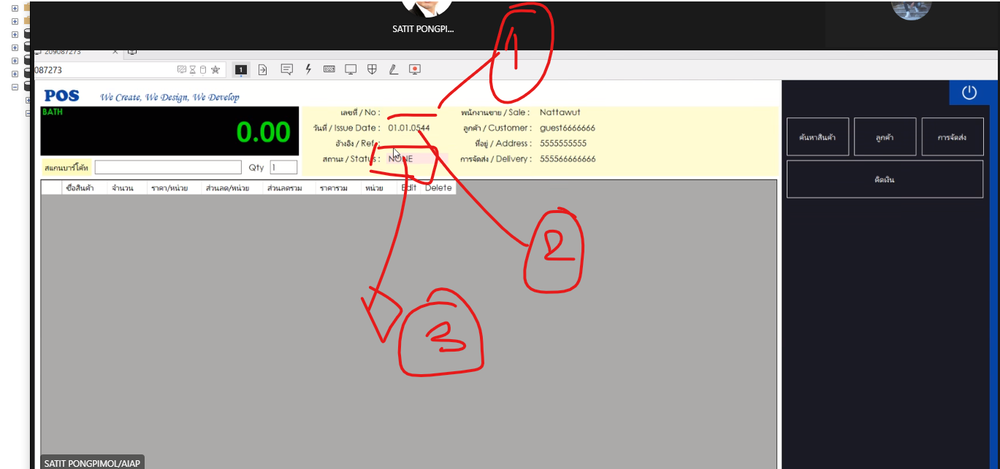 SATIT PONGPI...
1
209087273
087273
1
POS We Create, We Design, We Develop
BATH
0.00
เลขที่ / No :
พนักงานขาย / Sale : Nattawut
วันที่ / Issue Date : 01.01.0544
ลูกค้า / Customer : guest6666666
อ้างอิง / Ref :
ที่อยู่ / Address : 5555555555
สถานะ / Status : NONE
การจัดส่ง / Delivery : 555566666666
ค้นหาสินค้า
ลูกค้า
การจัดส่ง
คิดเงิน
สแกนบาร์โค้ท
Qty 1
ชื่อสินค้า จำนวน ราคา/หน่วย ส่วนลด/หน่วย ส่วนลดรวม ราคารวม หน่วย Edit Delete
2
3
SATIT PONGPIMOL/AIAP